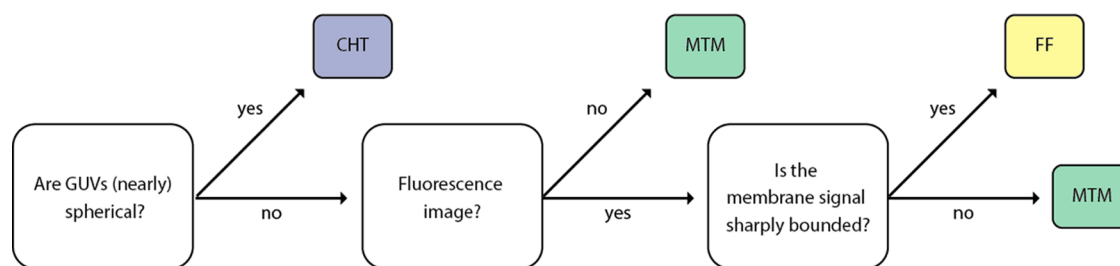 CHT
MTM
FF
yes
no
yes
Are GUVs (nearly)
spherical?
no
Fluorescence
image?
yes
Is the
membrane signal
sharply bounded?
no
MTM